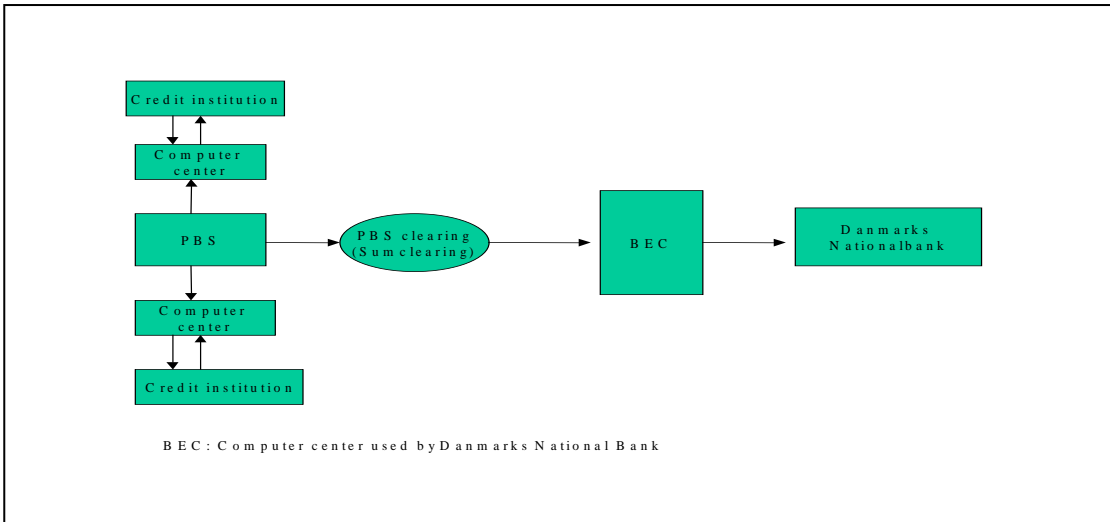 Credit institution
Computer
center
PBS
PBS clearing
(Sumclearing)
BEC
Danmarks
Nationalbank
Computer
center
Credit institution
BEC: Computer center used by Danmarks National Bank